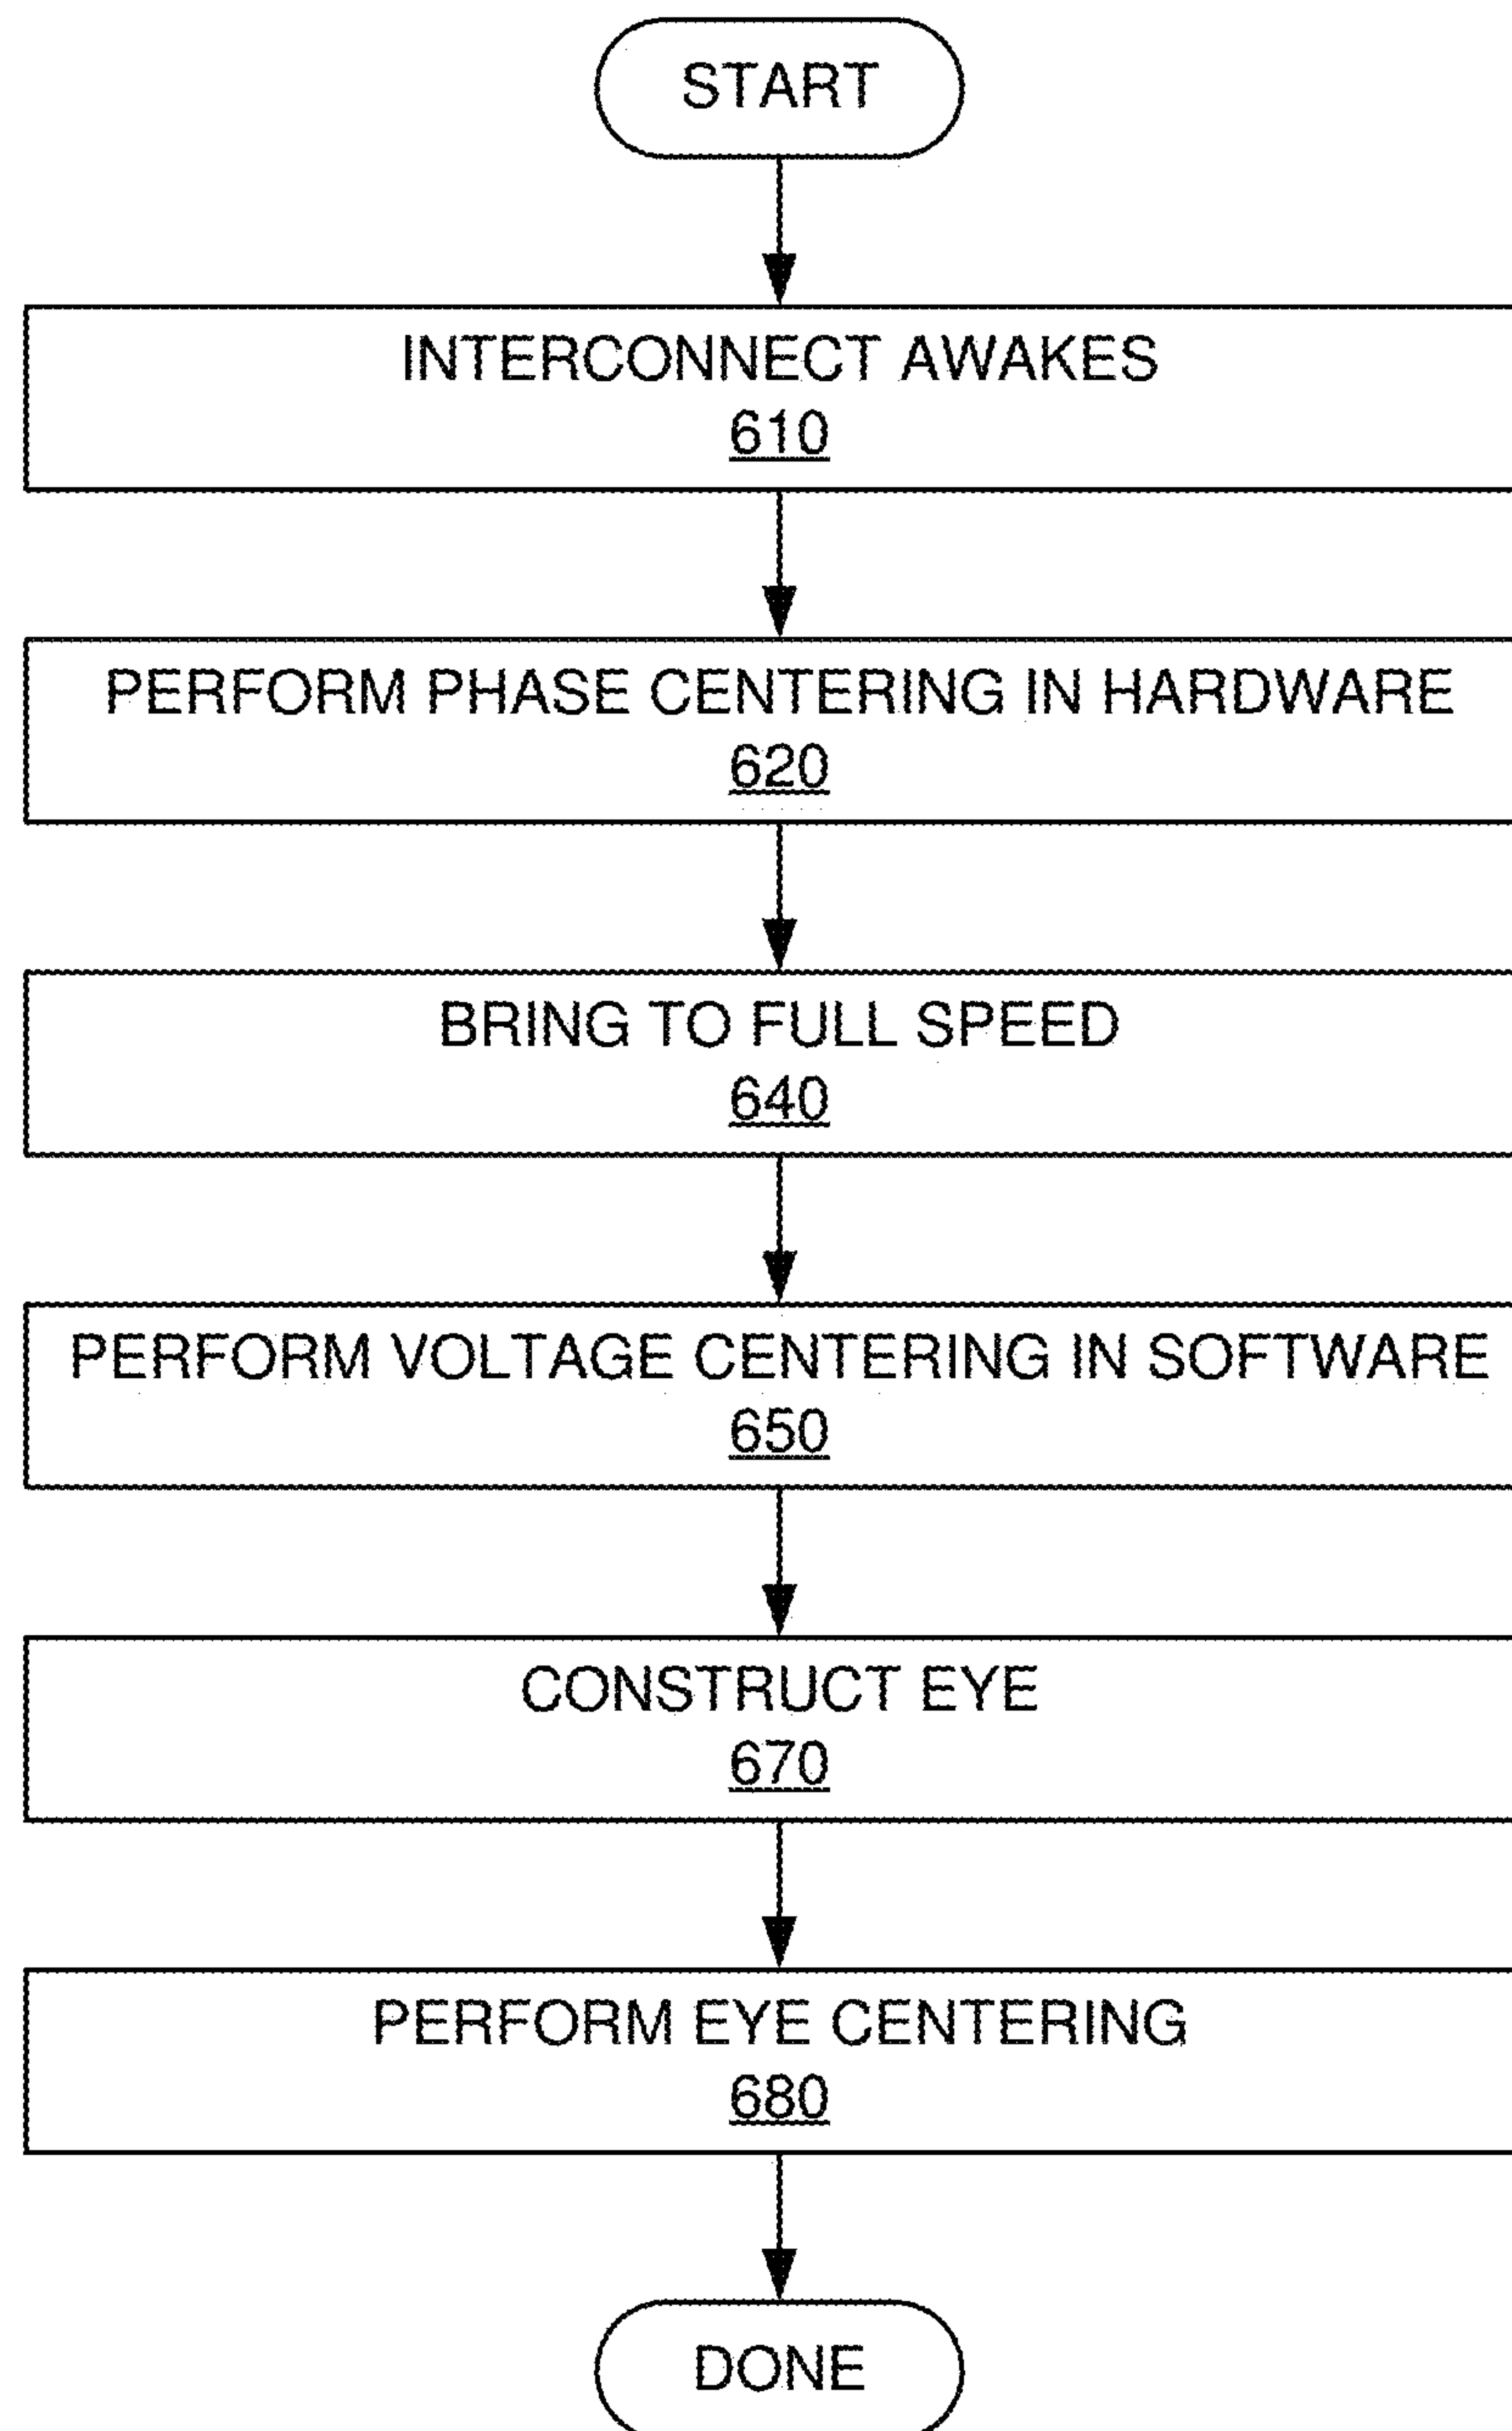 START
INTERCONNECT AWAKES
610
PERFORM PHASE CENTERING IN HARDWARE
620
BRING TO FULL SPEED
640
PERFORM VOLTAGE CENTERING IN SOFTWARE
650
CONSTRUCT EYE
670
PERFORM EYE CENTERING
680
DONE